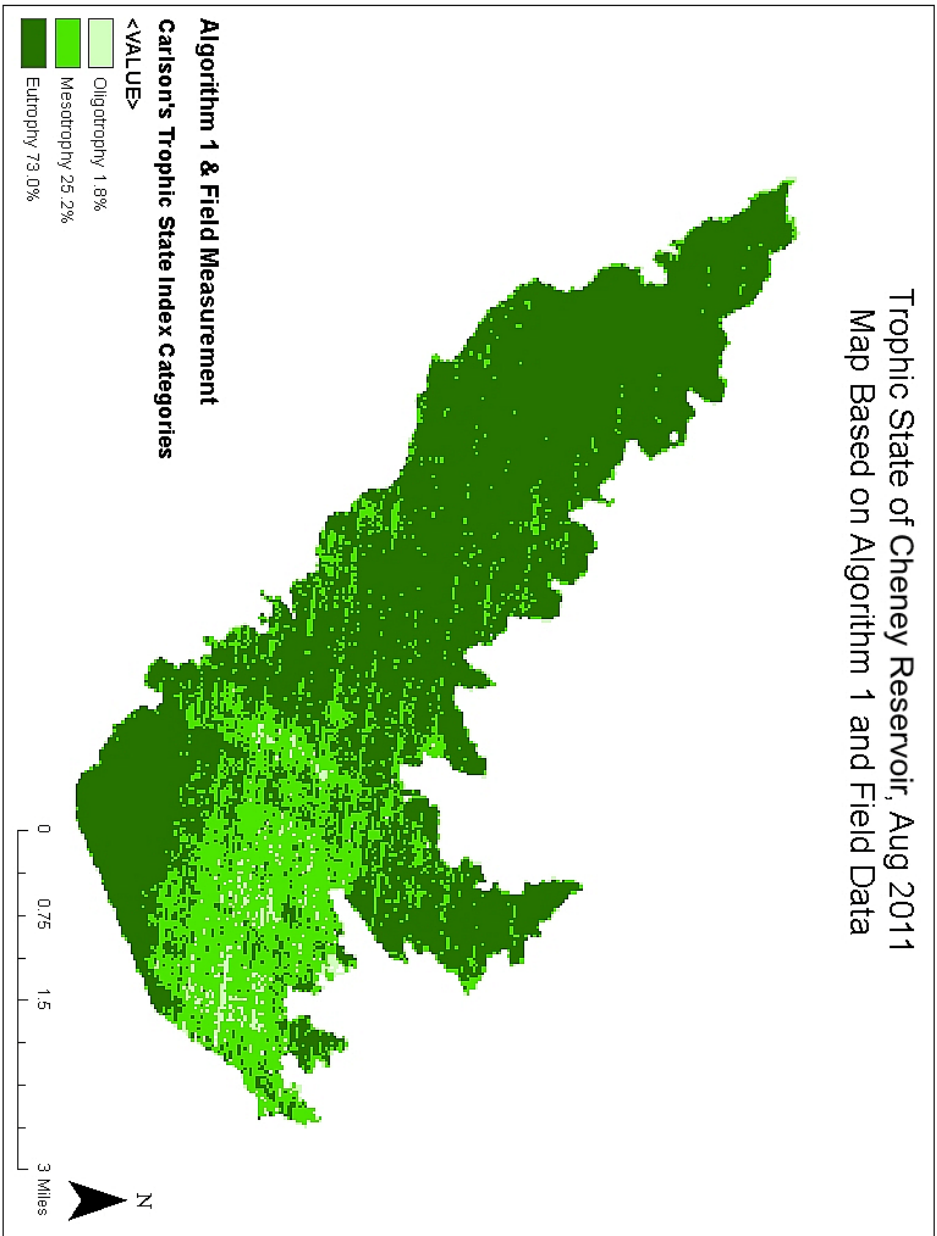 Trophic State of Cheney Reservoir, Aug 2011
Map Based on Algorithm 1 and Field Data
Algorithm 1 & Field Measurement
Carlson's Trophic State Index Categories
<VALUE>
Oligotrophy 1.8%
Mesotrophy 25.2%
Eutrophy 73.0%
0 0.75 1.5 3 Miles
N